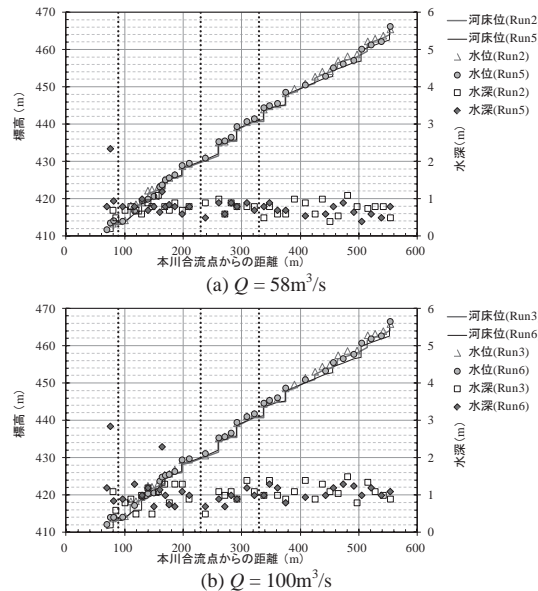 470
460
450
440
430
420
410
標高(m)
6
5
4
3
2
1
0
水深(m)
0 100 200 300 400 500 600
本川合流点からの距離(m)
河床位(Run2
河床位(Run5
水位(Run2)
水位(Run5)
水深(Run2)
水深(Run5)
(a) Q = 58m³/s
470
460
450
440
430
420
410
標高(m)
6
5
4
3
2
1
0
水深(m)
0 100 200 300 400 500 600
本川合流点からの距離(m)
河床位(Run3
河床位(Run6
水位(Run3)
水位(Run6)
水深(Run3)
水深(Run6)
(b) Q = 100m³/s